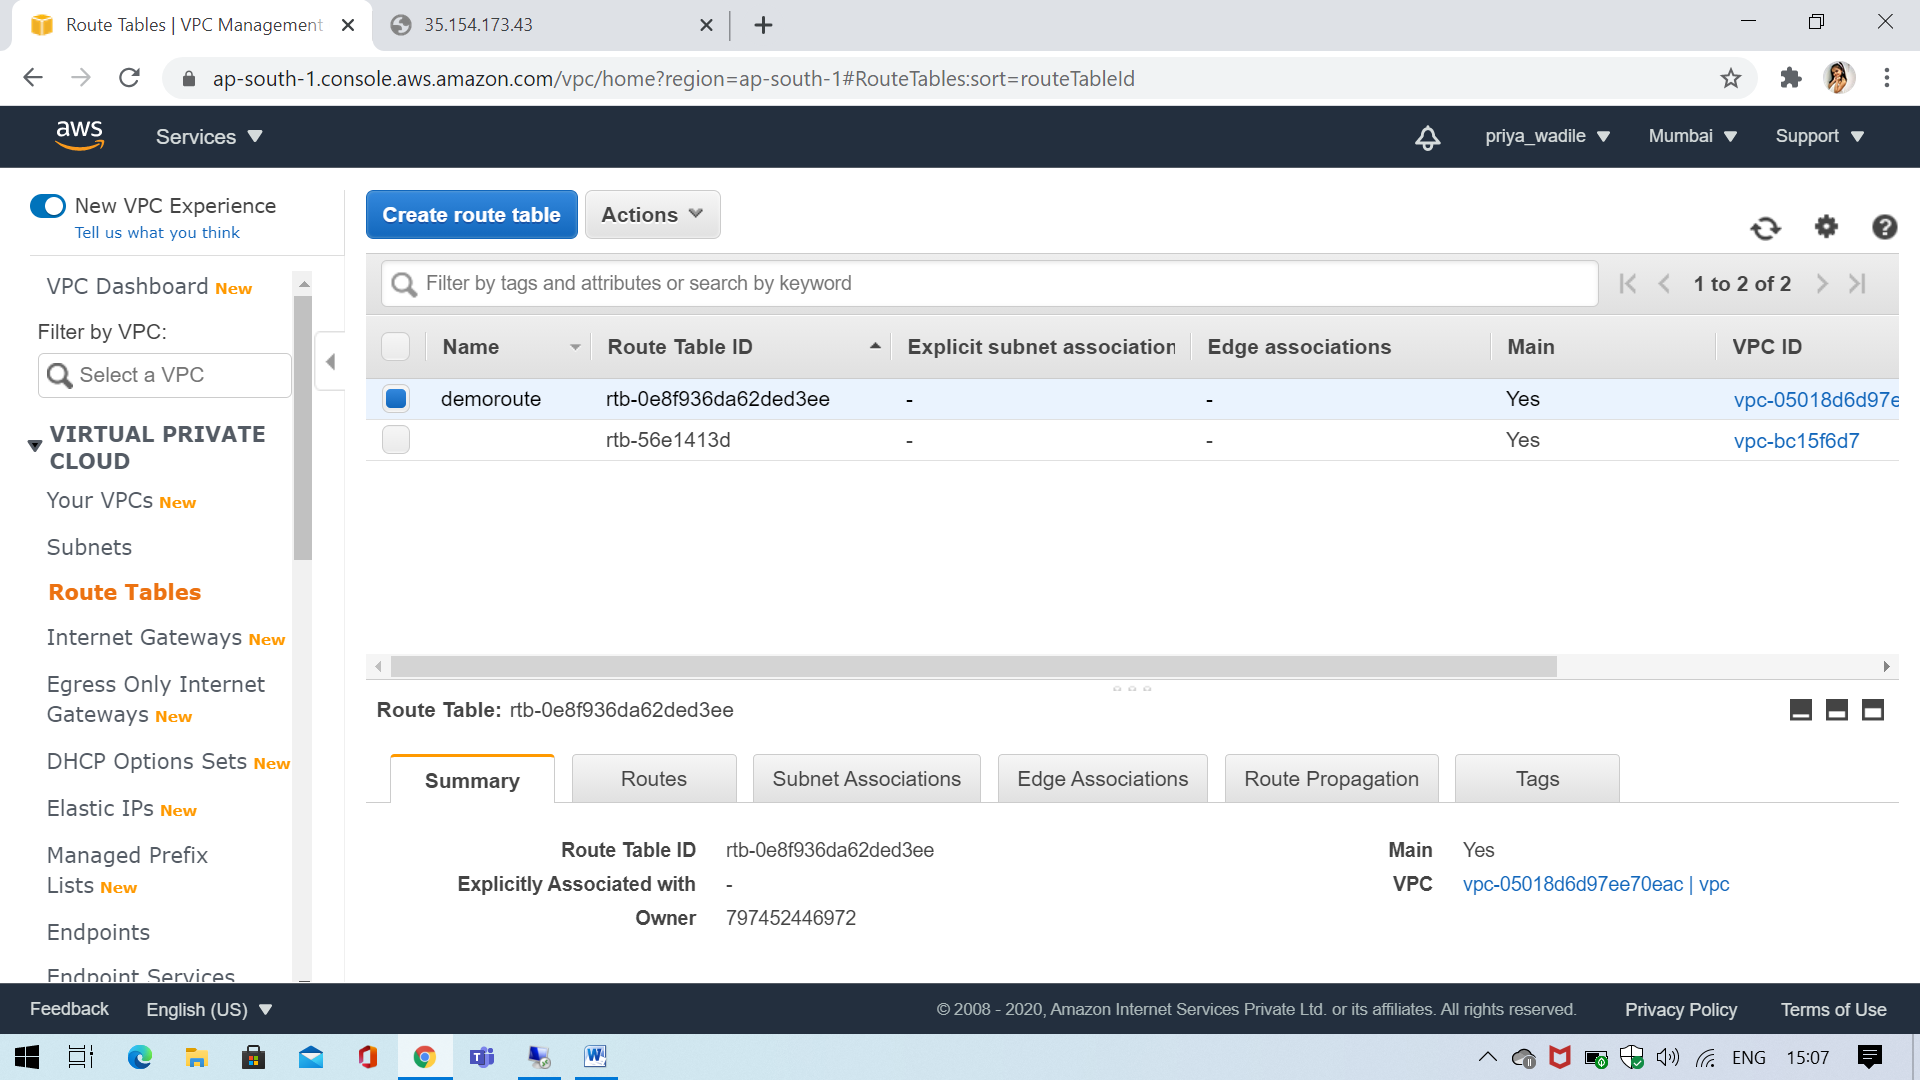 Route Tables | VPC Management
35.154.173.43
ap-south-1.console.aws.amazon.com/vpc/home?region=ap-south-1#RouteTables:sort=routeTableId
aws
Services
priya_wadile
Mumbai
Support
New VPC Experience
Tell us what you think
VPC Dashboard New
Filter by VPC:
Select a VPC
VIRTUAL PRIVATE
CLOUD
Your VPCs New
Subnets
Route Tables
Internet Gateways New
Egress Only Internet
Gateways New
DHCP Options Sets New
Elastic IPs New
Managed Prefix
Lists New
Endpoints
Endpoint Services
Create route table
Actions
Filter by tags and attributes or search by keyword
1 to 2 of 2
Name Route Table ID Explicit subnet association Edge associations Main VPC ID
demoroute rtb-0e8f936da62ded3ee - - Yes vpc-05018d6d97e
rtb-56e1413d - - Yes vpc-bc15f6d7
Route Table: rtb-0e8f936da62ded3ee
Summary Routes Subnet Associations Edge Associations Route Propagation Tags
Route Table ID rtb-0e8f936da62ded3ee Main Yes
Explicitly Associated with - VPC vpc-05018d6d97ee70eac | vpc
Owner 797452446972
Feedback English (US) © 2008 - 2020, Amazon Internet Services Private Ltd. or its affiliates. All rights reserved. Privacy Policy Terms of Use
ENG 15:07